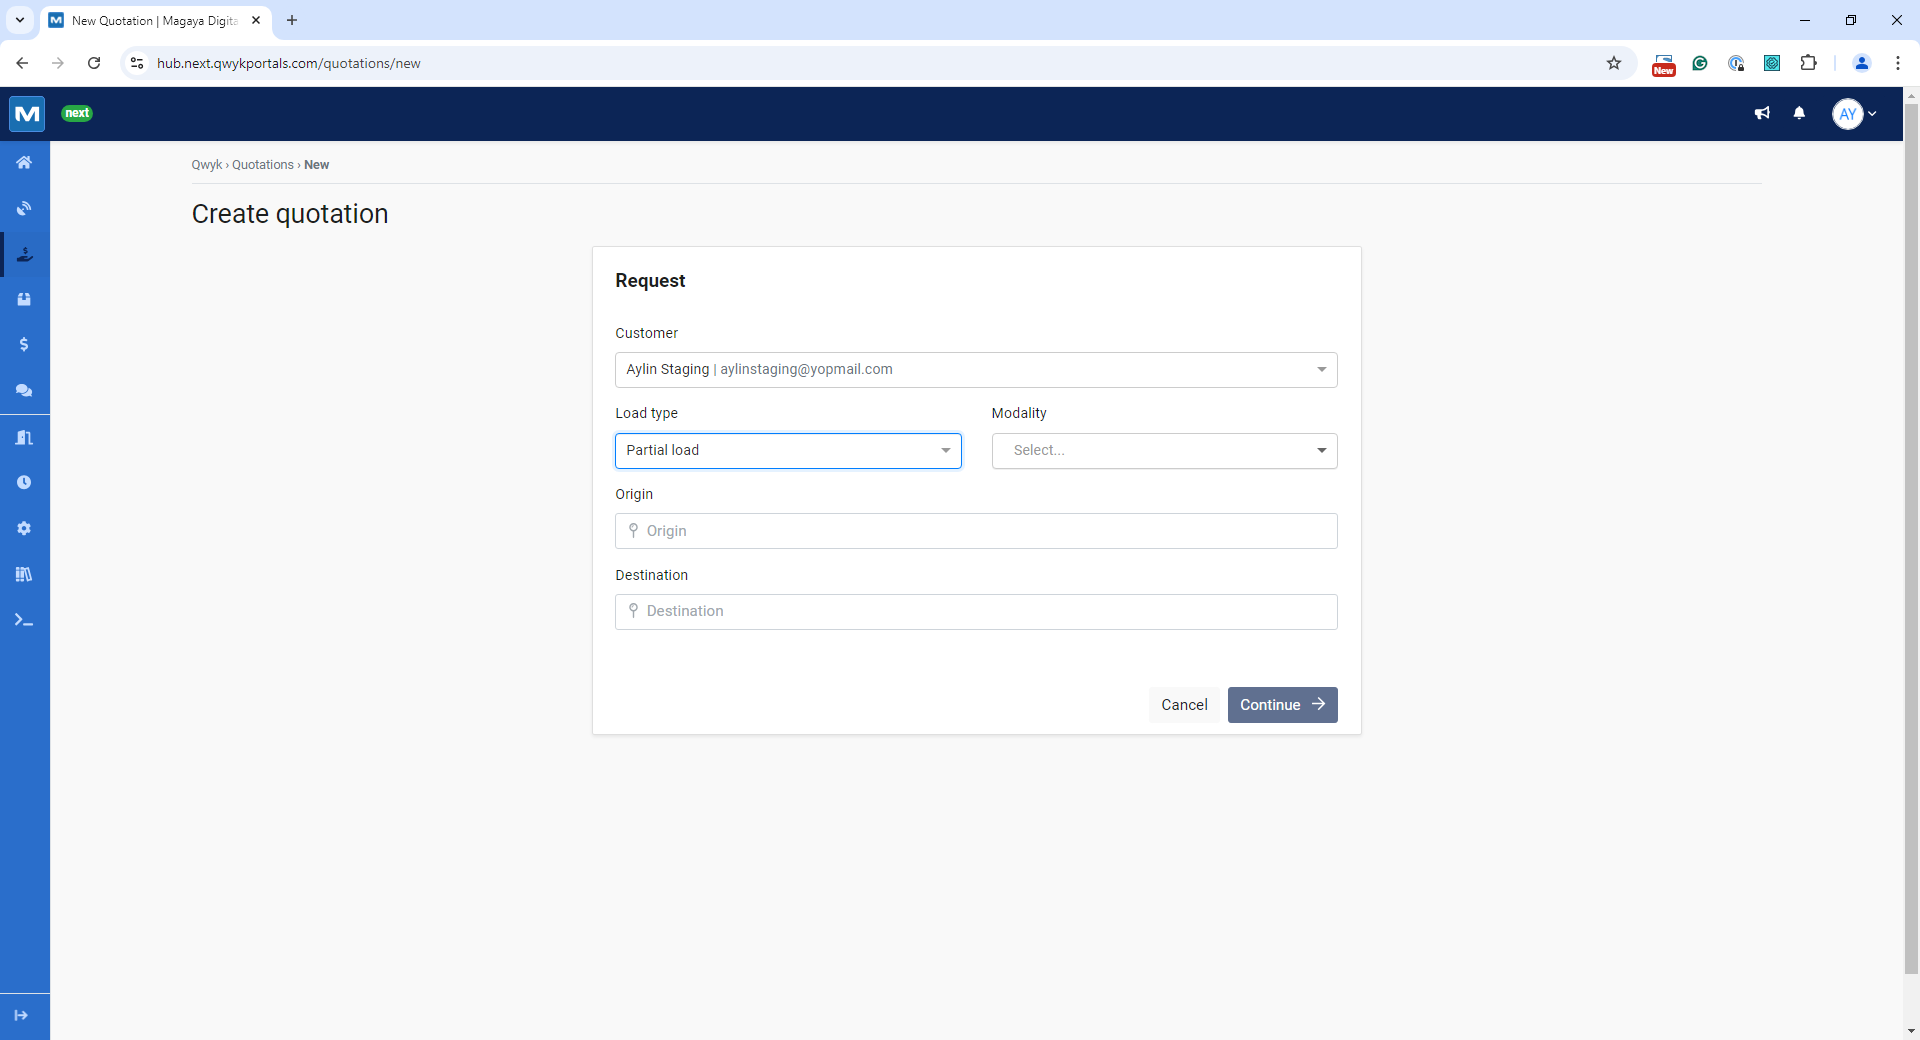 New Quotation | Magaya Digita
hub.next.qwykportals.com/quotations/new
New
next
AY
Qwyk › Quotations › New
Create quotation
Request
Customer
Aylin Staging | aylinstaging@yopmail.com
Load type
Modality
Partial load
Select...
Origin
Origin
Destination
Destination
Cancel
Continue